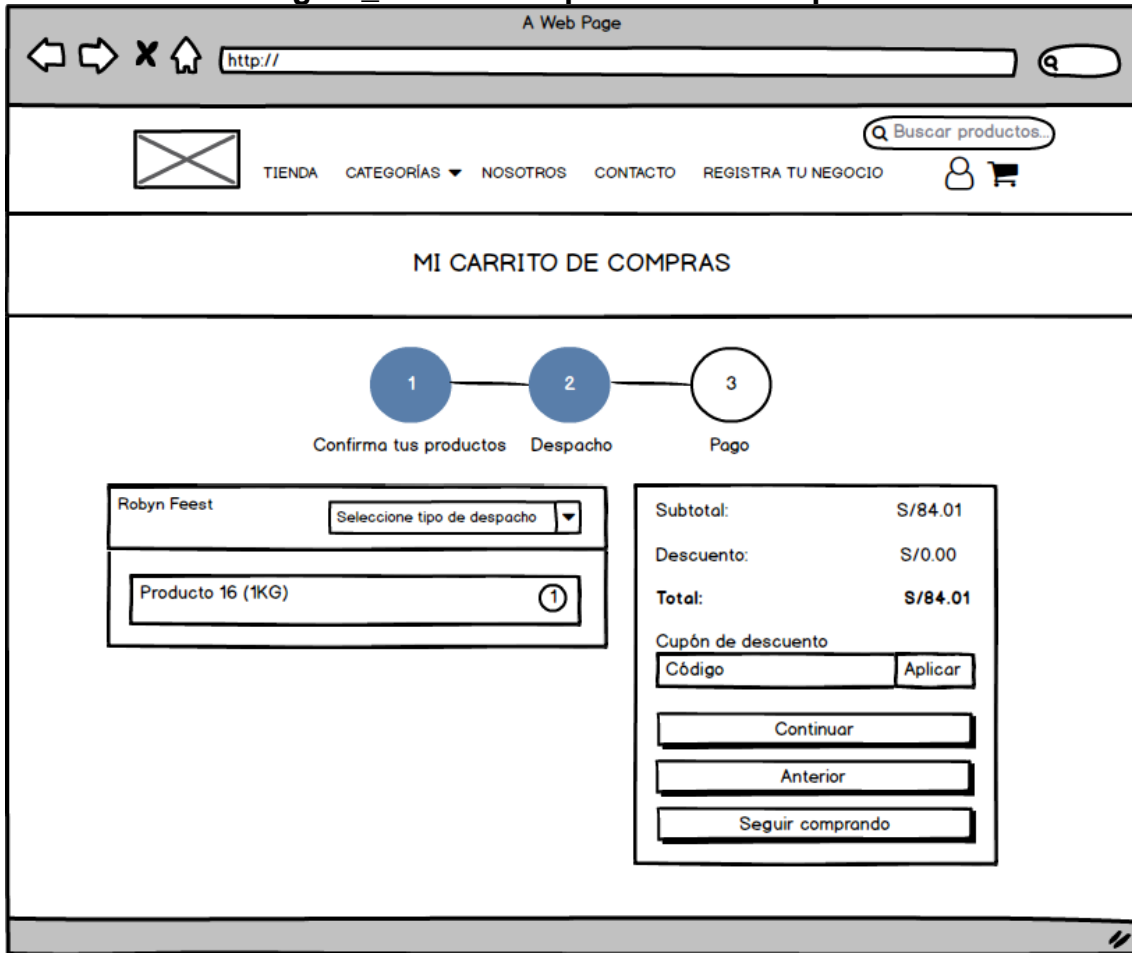 A Web Page
http://
Buscar productos...
TIENDA CATEGORÍAS NOSOTROS CONTACTO REGISTRA TU NEGOCIO
MI CARRITO DE COMPRAS
1 2 3
Confirma tus productos Despacho Pago
Robyn Feest
Seleccione tipo de despacho
Producto 16 (1KG) 1
Subtotal: S/84.01
Descuento: S/0.00
Total: S/84.01
Cupón de descuento
Código Aplicar
Continuar
Anterior
Seguir comprando